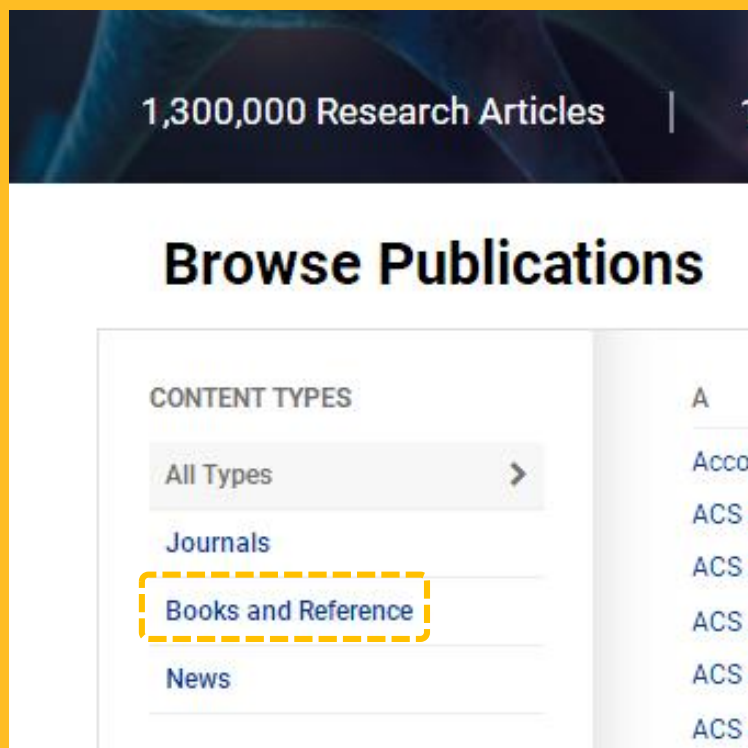 1,300,000 Research Articles |
Browse Publications
CONTENT TYPES
All Types
Journals
Books and Reference
News
A
ACS
ACS
ACS
ACS
ACS